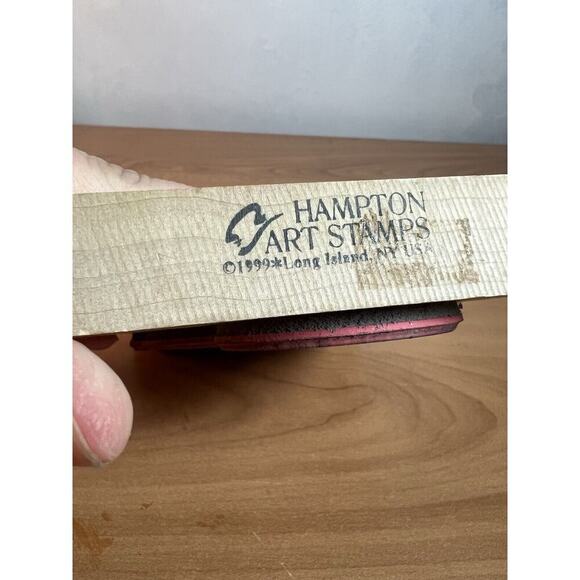 HAMPTON
ART STAMPS
©1999*Long Island, NY USA